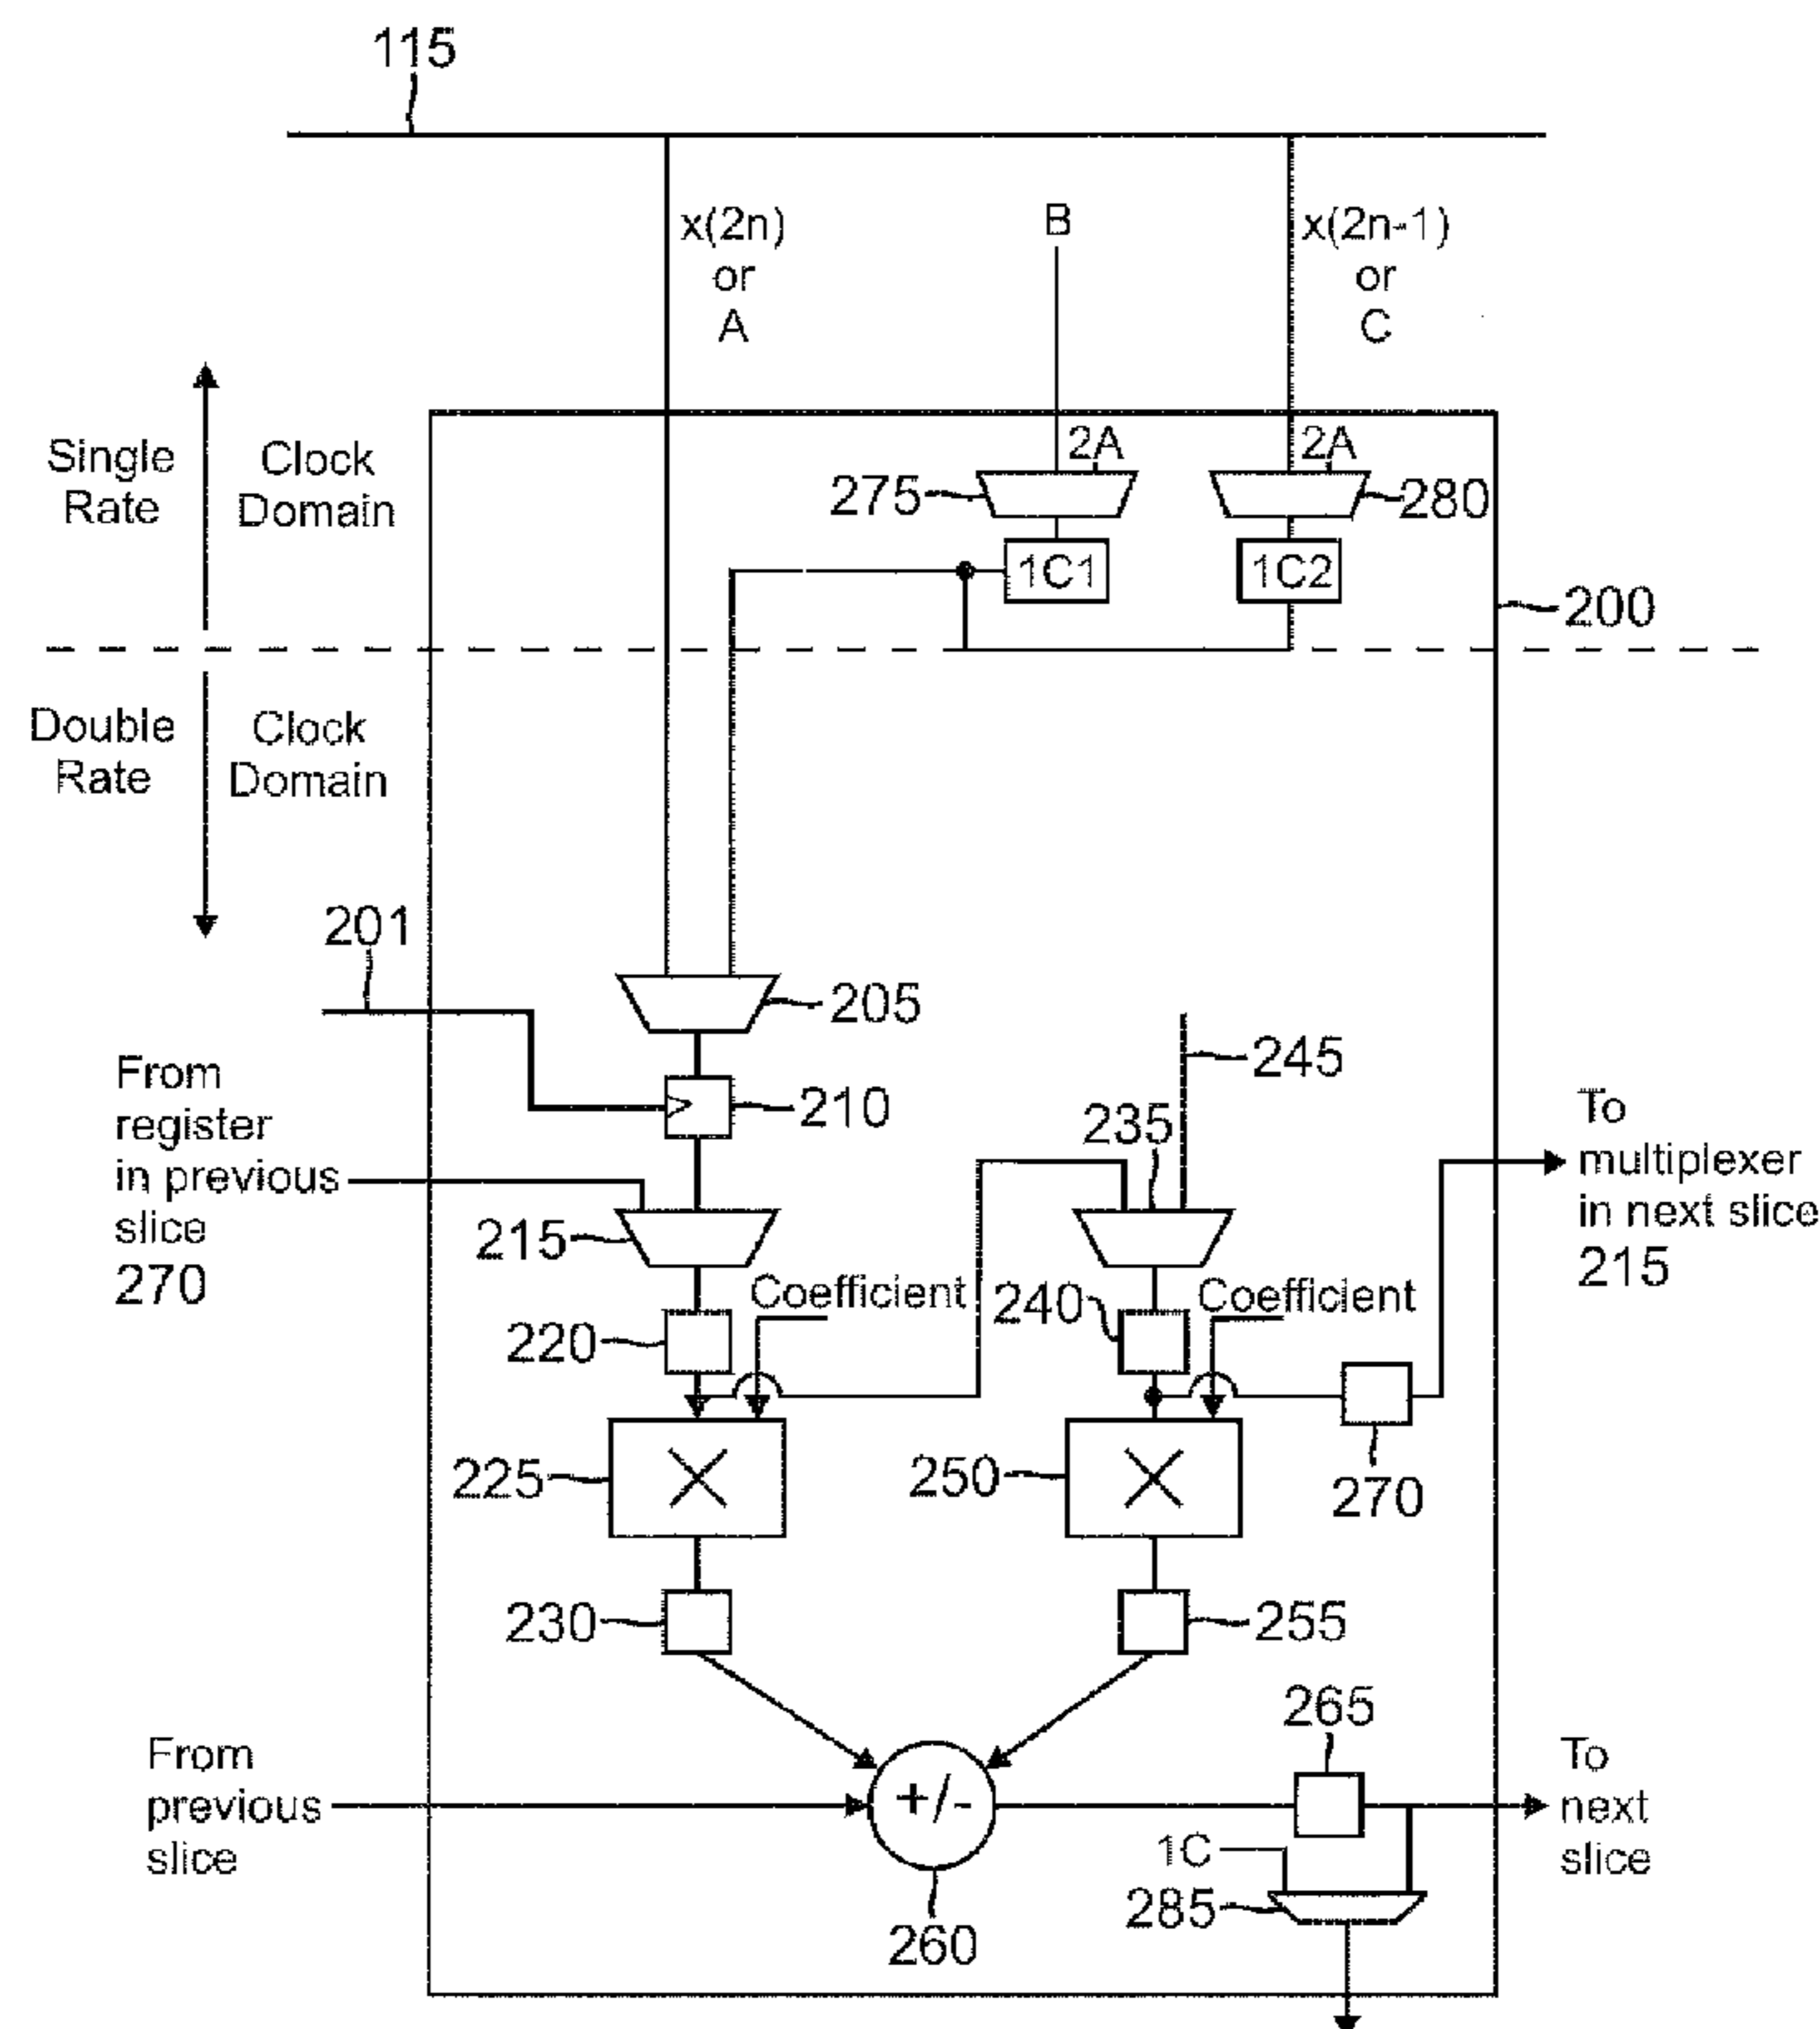 115
x(2n)
or
A
B
x(2n-1)
or
C
Single
Rate
Clock
Domain
2A
2A
275
280
1C1
1C2
200
Double
Rate
Clock
Domain
201
205
From
register
in previous
slice
270
210
245
235
To
multiplexer
in next slice
215
215
Coefficient
240
Coefficient
220
225
250
270
230
255
265
From
previous
slice
+/-
To
next
slice
1C
285
260